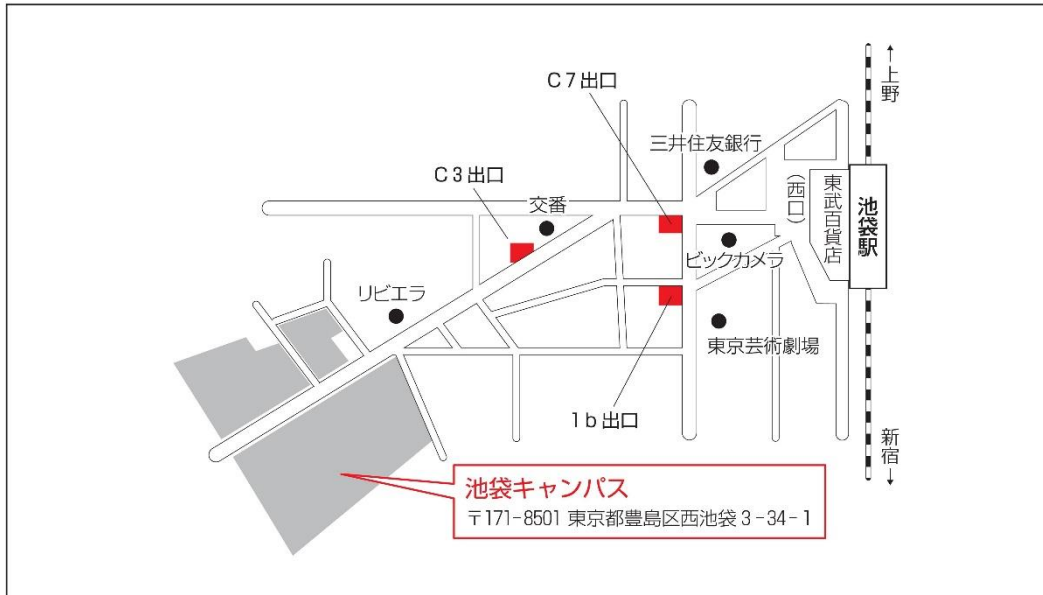 ↑上野
C7出口
三井住友銀行
C3出口
交番
(西口)
東武百貨店
池袋駅
ビックカメラ
リビエラ
東京芸術劇場
1b出口
新宿↓
池袋キャンパス
〒171-8501 東京都豊島区西池袋3-34-1